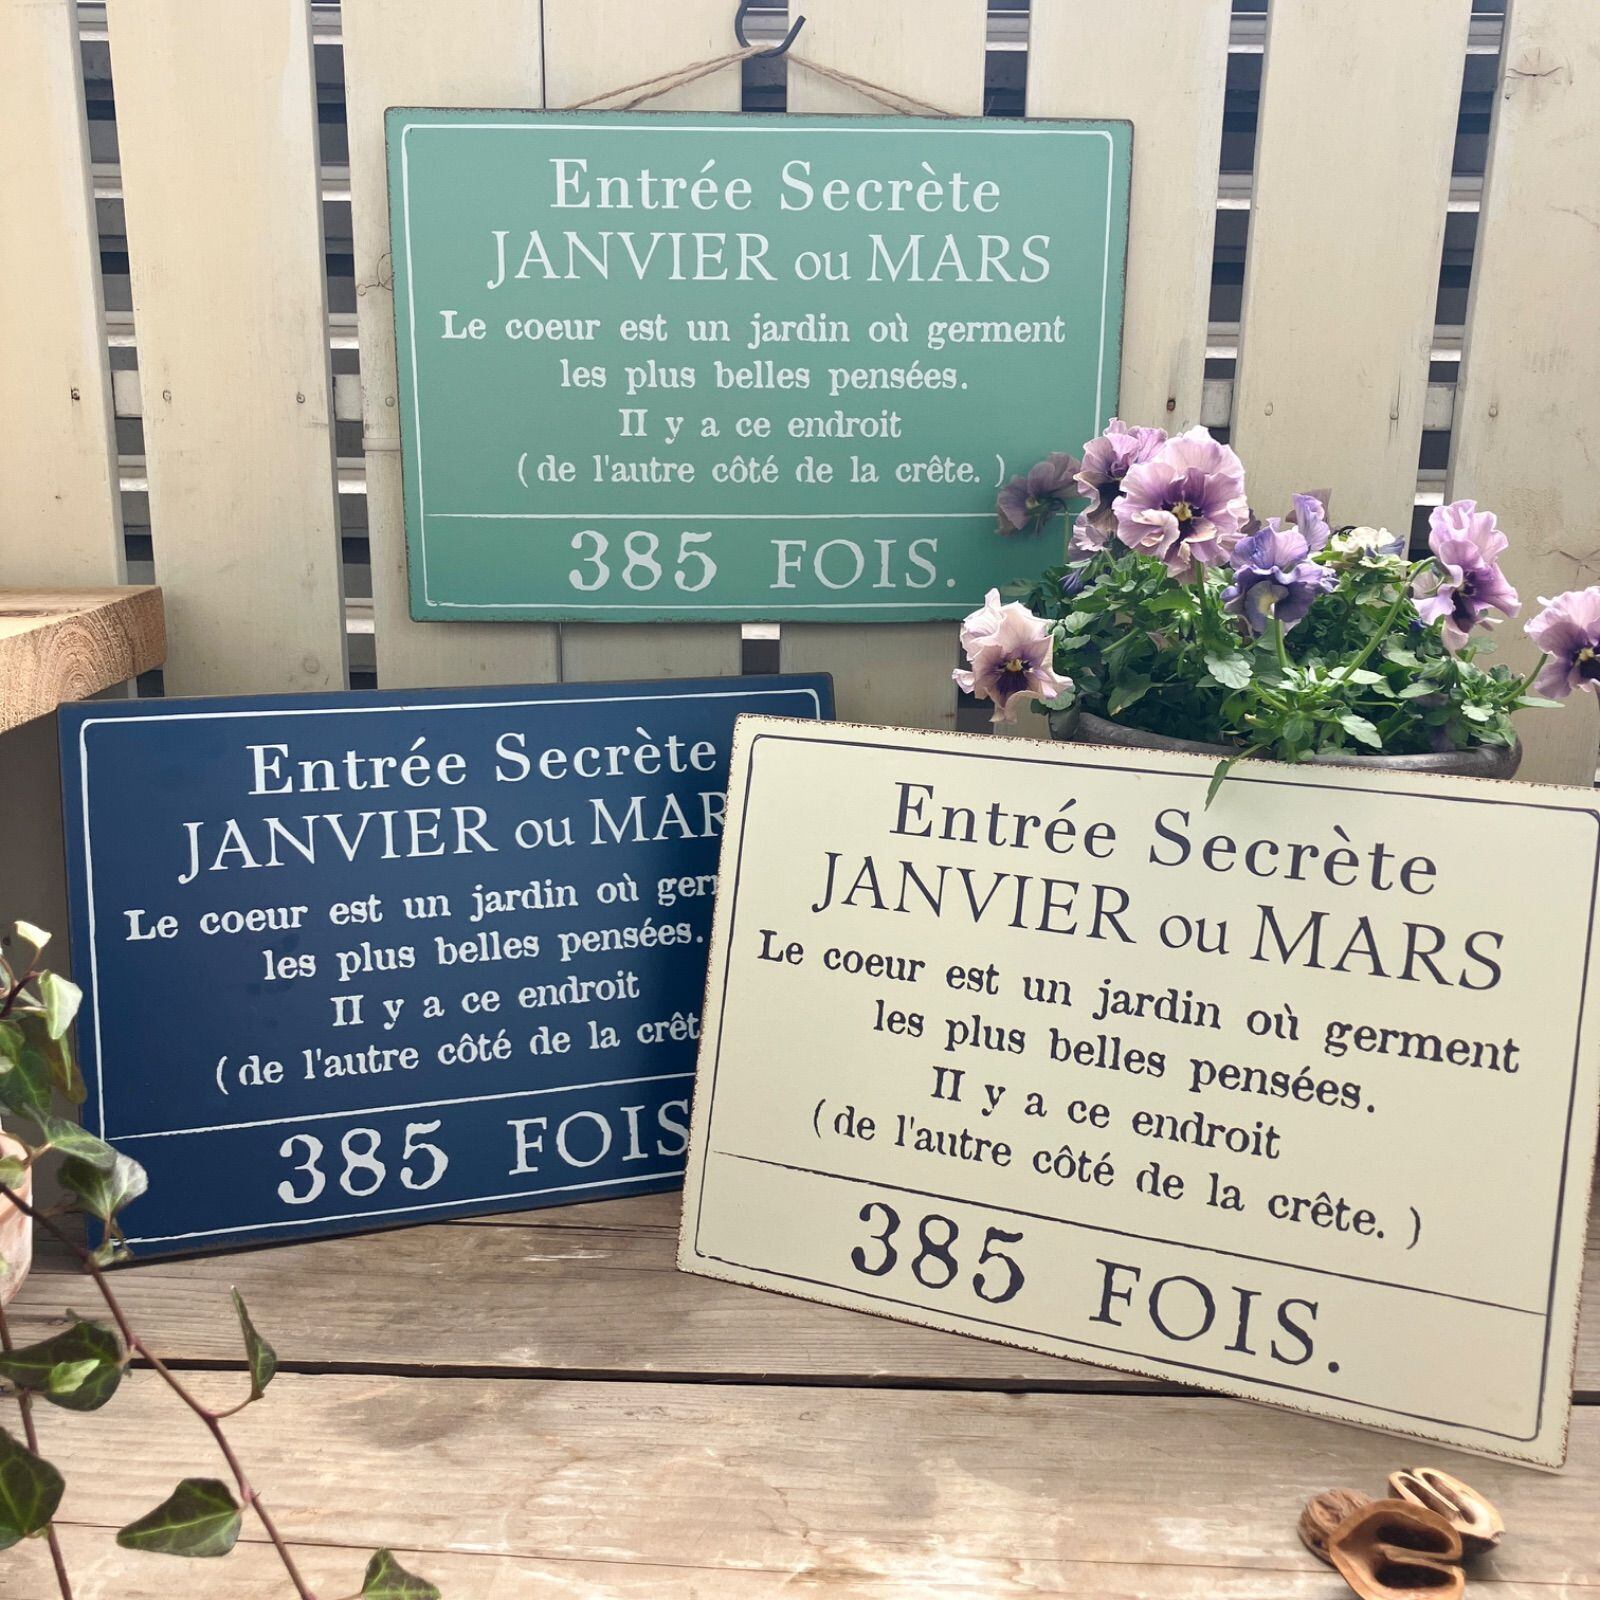 Entrée Secrète
JANVIER ou MARS
Le coeur est un jardin où germent
les plus belles pensées.
Il y a ce endroit
( de l'autre côté de la crête. )
385 FOIS.
Entrée Secrète
JANVIER ou MAR
Le coeur est un jardin où ger
les plus belles pensées.
Il y a ce endroit
( de l'autre côté de la crêt
385 FOIS
Entrée Secrète
JANVIER ou MARS
Le coeur est un jardin où germent
les plus belles pensées.
Il y a ce endroit
( de l'autre côté de la crête. )
385 FOIS.